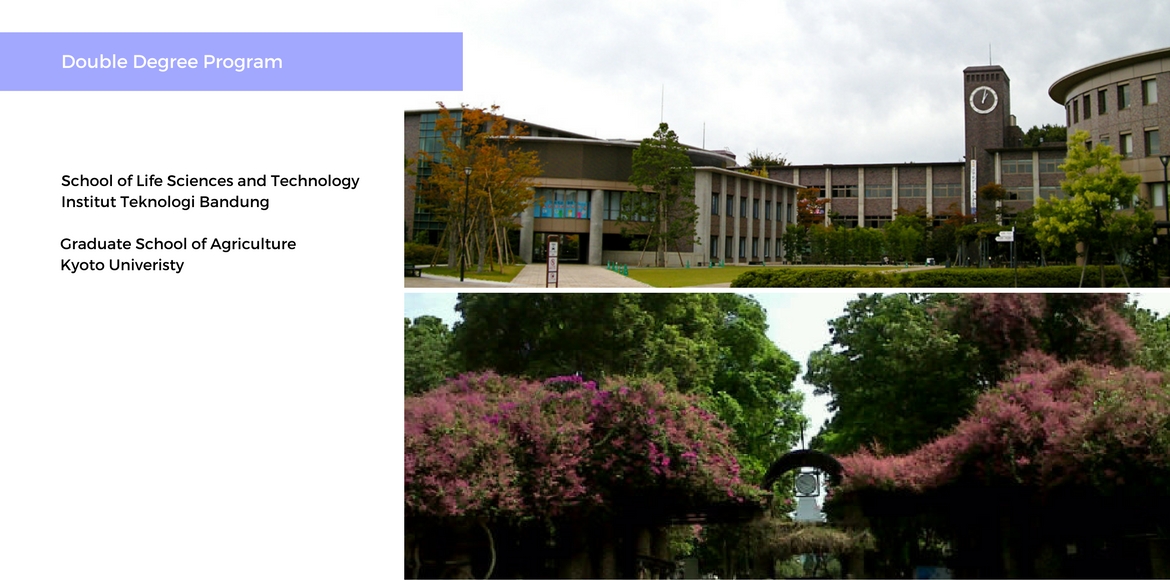 Double Degree Program
School of Life Sciences and Technology
Institut Teknologi Bandung
Graduate School of Agriculture
Kyoto Univeristy